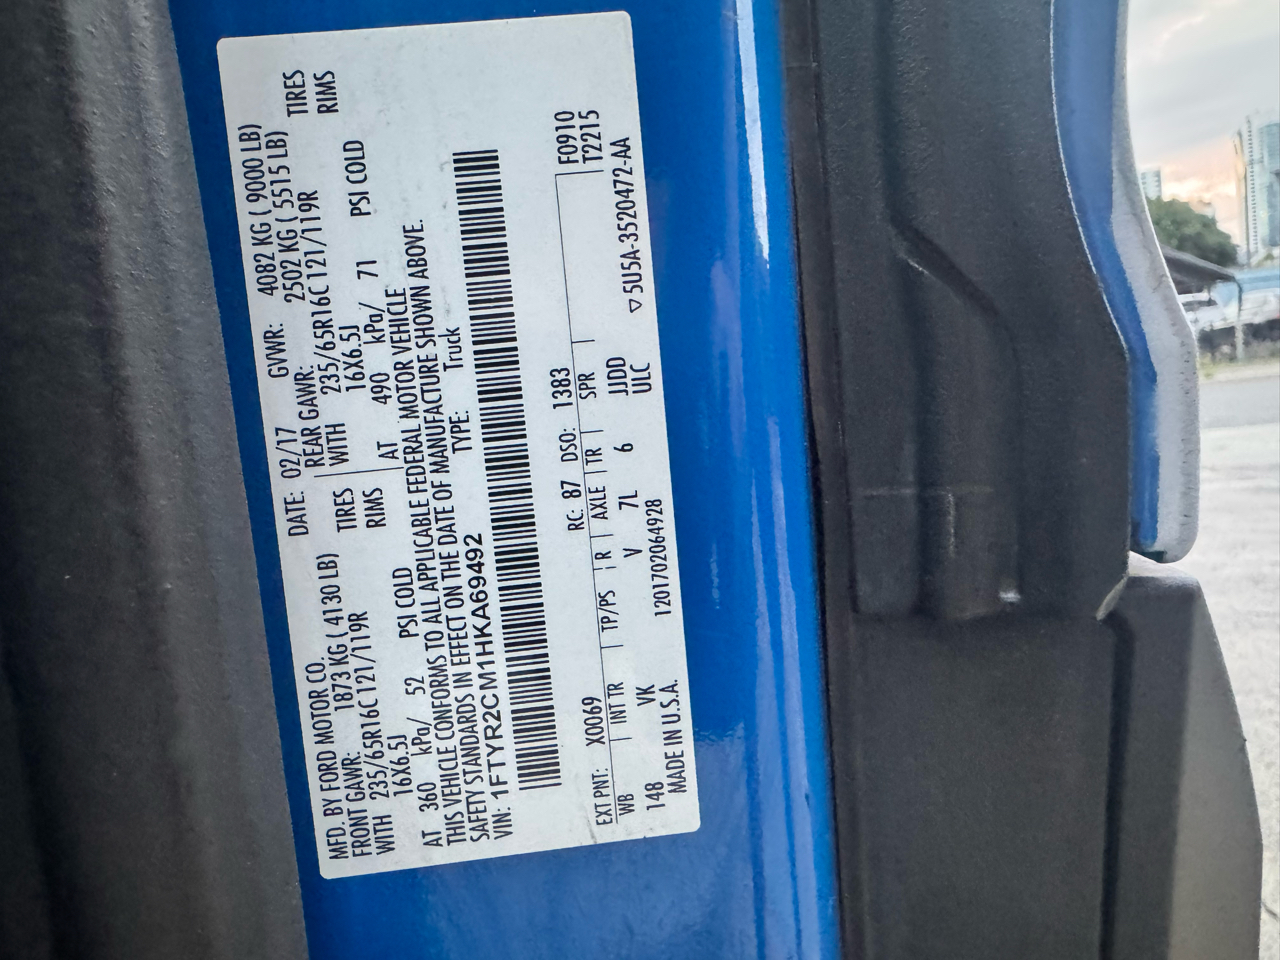 MFD. BY FORD MOTOR CO.
DATE: 02/17 GVWR: 4082 KG ( 9000 LB)
FRONT GAWR: 1873 KG ( 4130 LB)
REAR GAWR: 2502 KG ( 5515 LB)
WITH 235/65R16C 121/119R TIRES
WITH 235/65R16C 121/119R TIRES
16X6.5J RIMS
16X6.5J RIMS
AT 360 kPa/ 52 PSI COLD
AT 490 kPa/ 71 PSI COLD
THIS VEHICLE CONFORMS TO ALL APPLICABLE FEDERAL MOTOR VEHICLE
SAFETY STANDARDS IN EFFECT ON THE DATE OF MANUFACTURE SHOWN ABOVE.
VIN: 1FTYR2CM1HKA69492 TYPE: Truck
F0910
T2215
EXT PNT: X0069 RC: 87 DSO: 1383
WB INT TR TP/PS R AXLE TR SPR
148 VK V 7L 6 JJDD
ULC
MADE IN U.S.A. 1201702064928
▽ 5U5A-3520472-AA